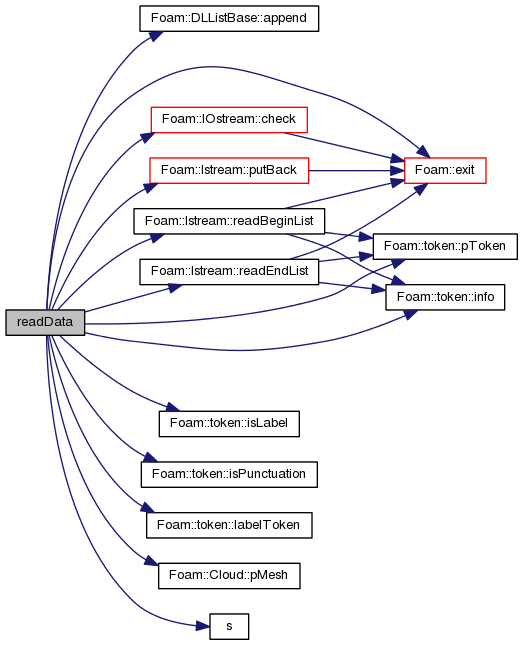 Foam::DLListBase::append
Foam::IOstream::check
Foam::Istream::putBack
Foam::exit
Foam::Istream::readBeginList
Foam::token::pToken
Foam::Istream::readEndList
Foam::token::info
readData
Foam::token::isLabel
Foam::token::isPunctuation
Foam::token::labelToken
Foam::Cloud::pMesh
s